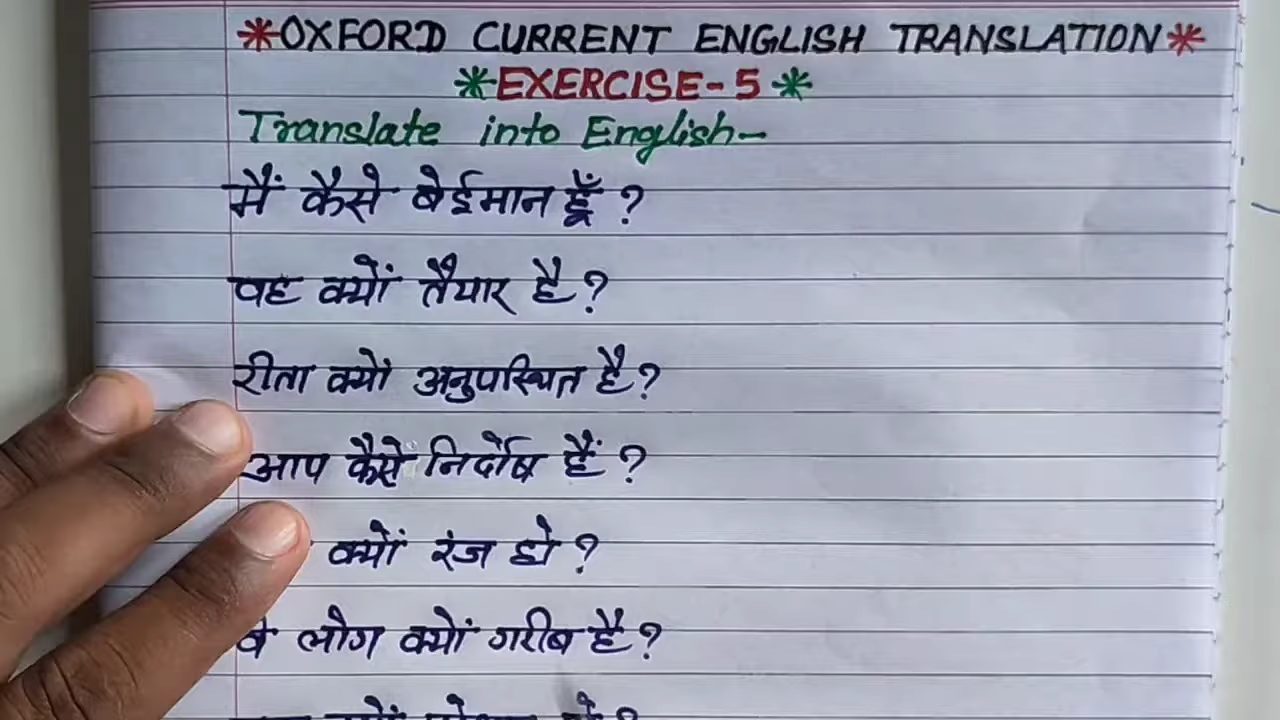 *OXFORD CURRENT ENGLISH TRANSLATION*
*EXERCISE-5*
Translate into English-
मैं कैसे बेईमान हूँ ?
वह क्यों तैयार है ?
रीता क्यों अनुपस्थित है ?
आप कैसे निर्दोष हैं ?
क्यों रंज हो ?
वे लोग क्यों गरीब है ?